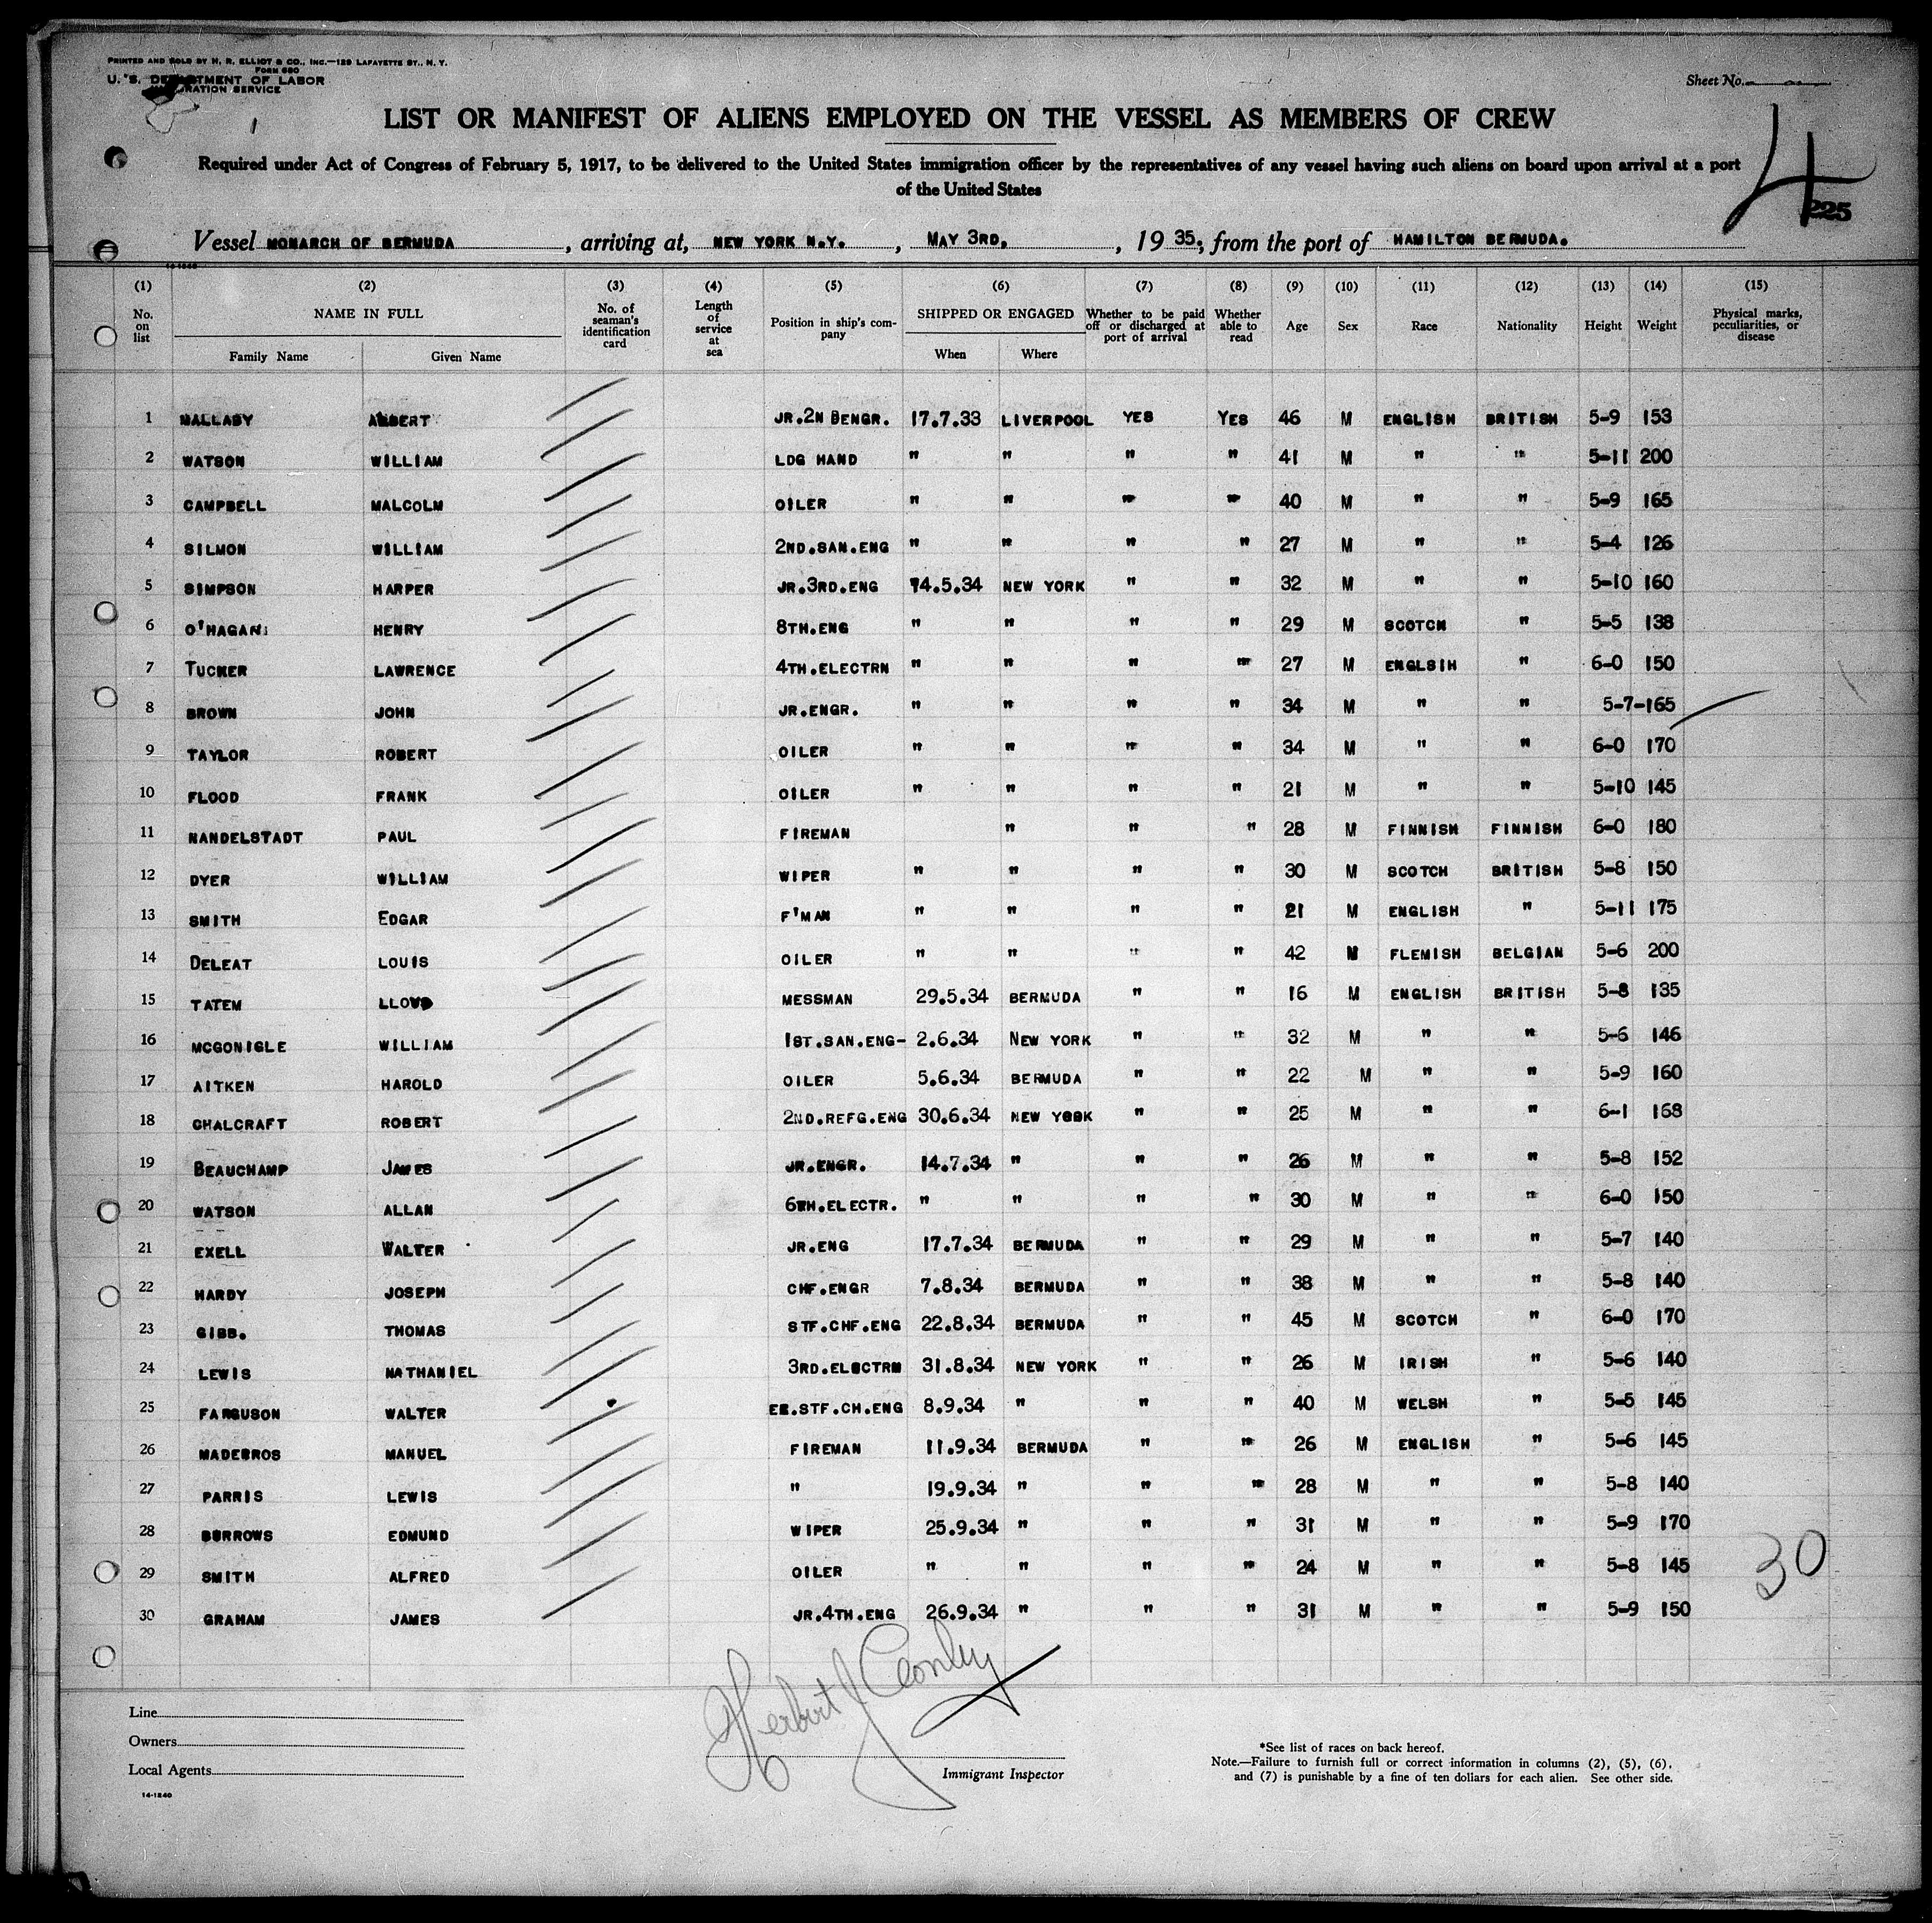 PRINTED AND SOLD BY H. R. ELLIOT & CO., INC.—129 LAFAYETTE ST., N. Y.
FORM 680
U. S. DEPARTMENT OF LABOR
IMMIGRATION SERVICE
Sheet No.
LIST OR MANIFEST OF ALIENS EMPLOYED ON THE VESSEL AS MEMBERS OF CREW
4
Required under Act of Congress of February 5, 1917, to be delivered to the United States immigration officer by the representatives of any vessel having such aliens on board upon arrival at a port
of the United States
225
Vessel MONARCH OF BERMUDA, arriving at, NEW YORK N.Y., MAY 3RD, 1935, from the port of HAMILTON BERMUDA.
(1) (2) (3) (4) (5) (6) (7) (8) (9) (10) (11) (12) (13) (14) (15)
No. on list NAME IN FULL No. of seaman's identification card Length of service at sea Position in ship's company SHIPPED OR ENGAGED Whether to be paid off or discharged at port of arrival Whether able to read Age Sex Race Nationality Height Weight Physical marks, peculiarities, or disease
Family Name Given Name When Where
1 MALLABY ALBERT JR.2N DENGR. 17.7.33 LIVERPOOL YES YES 46 M ENGLISH BRITISH 5-9 153
2 WATSON WILLIAM LDG HAND " " " " 41 M " " 5-11 200
3 CAMPBELL MALCOLM OILER " " " " 40 M " " 5-9 165
4 SILMON WILLIAM 2ND.SAN.ENG " " " " 27 M " " 5-4 126
5 SIMPSON HARPER JR.3RD.ENG 14.5.34 NEW YORK " " 32 M " " 5-10 160
6 O'HAGAN HENRY 8TH.ENG " " " " 29 M SCOTCH " 5-5 138
7 TUCKER LAWRENCE 4TH.ELECTRN " " " " 27 M ENGLSIH " 6-0 150
8 BROWN JOHN JR.ENGR. " " " " 34 M " " 5-7-165
9 TAYLOR ROBERT OILER " " " " 34 M " " 6-0 170
10 FLOOD FRANK OILER " " " " 21 M " " 5-10 145
11 NANDELSTADT PAUL FIREMAN " " " 28 M FINNISH FINNISH 6-0 180
12 DYER WILLIAM WIPER " " " " 30 M SCOTCH BRITISH 5-8 150
13 SMITH EDGAR F'MAN " " " " 21 M ENGLISH " 5-11 175
14 DELEAT LOUIS OILER " " " " 42 M FLEMISH BELGIAN 5-6 200
15 TATEM LLOYD MESSMAN 29.5.34 BERMUDA " " 16 M ENGLISH BRITISH 5-8 135
16 MCGONIGLE WILLIAM 1ST.SAN.ENG- 2.6.34 NEW YORK " " 32 M " " 5-6 146
17 AITKEN HAROLD OILER 5.6.34 BERMUDA " " 22 M " " 5-9 160
18 CHALCRAFT ROBERT 2ND.REFG.ENG 30.6.34 NEW YORK " " 25 M " " 6-1 168
19 BEAUCHAMP JAMES JR.ENGR. 14.7.34 " " " 26 M " " 5-8 152
20 WATSON ALLAN 6TH.ELECTR. " " " " 30 M " " 6-0 150
21 EXELL WALTER JR.ENG 17.7.34 BERMUDA " " 29 M " " 5-7 140
22 HARDY JOSEPH CHF.ENGR 7.8.34 BERMUDA " " 38 M " " 5-8 140
23 GIBB. THOMAS STF.CHF.ENG 22.8.34 BERMUDA " " 45 M SCOTCH " 6-0 170
24 LEWIS NATHANIEL 3RD.ELECTRN 31.8.34 NEW YORK " " 26 M IRISH " 5-6 140
25 FARGUSON WALTER STF.CH.ENG 8.9.34 " " " 40 M WELSH " 5-5 145
26 MADERROS MANUEL FIREMAN 11.9.34 BERMUDA " " 26 M ENGLISH " 5-6 145
27 PARRIS LEWIS " 19.9.34 " " " 28 M " " 5-8 140
28 BURROWS EDMUND WIPER 25.9.34 " " " 31 M " " 5-9 170
29 SMITH ALFRED OILER " " " " 24 M " " 5-8 145
30 GRAHAM JAMES JR.4TH.ENG 26.9.34 " " " 31 M " " 5-9 150
30
Herbert J Conley
Line
Owners
Local Agents
Immigrant Inspector
14-1240
*See list of races on back hereof.
Note.—Failure to furnish full or correct information in columns (2), (5), (6),
and (7) is punishable by a fine of ten dollars for each alien. See other side.